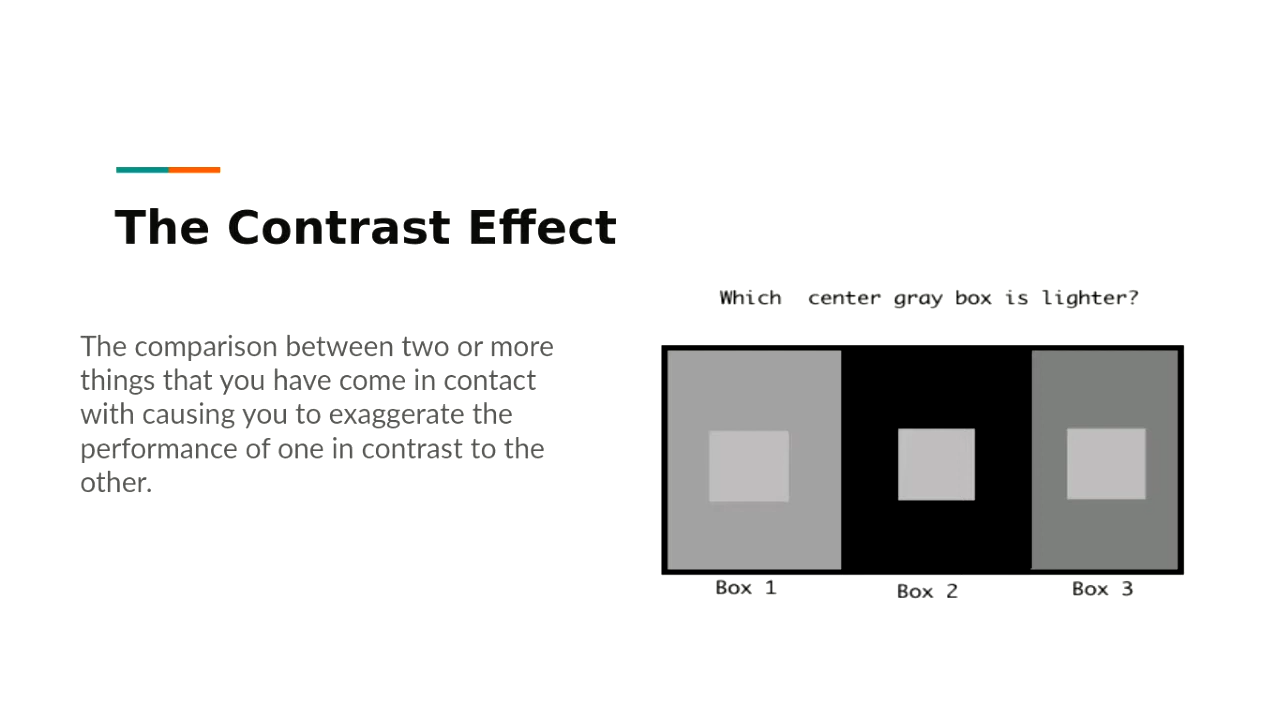 The Contrast Effect
Which center gray box is lighter?
The comparison between two or more
things that you have come in contact
with causing you to exaggerate the
performance of one in contrast to the
other.
Box 1
Box 2
Box 3